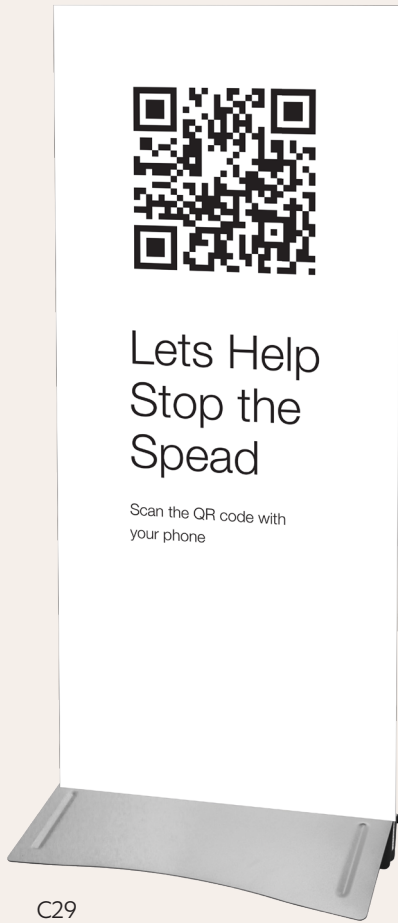 Lets Help
Stop the
Spead
Scan the QR code with
your phone
C29